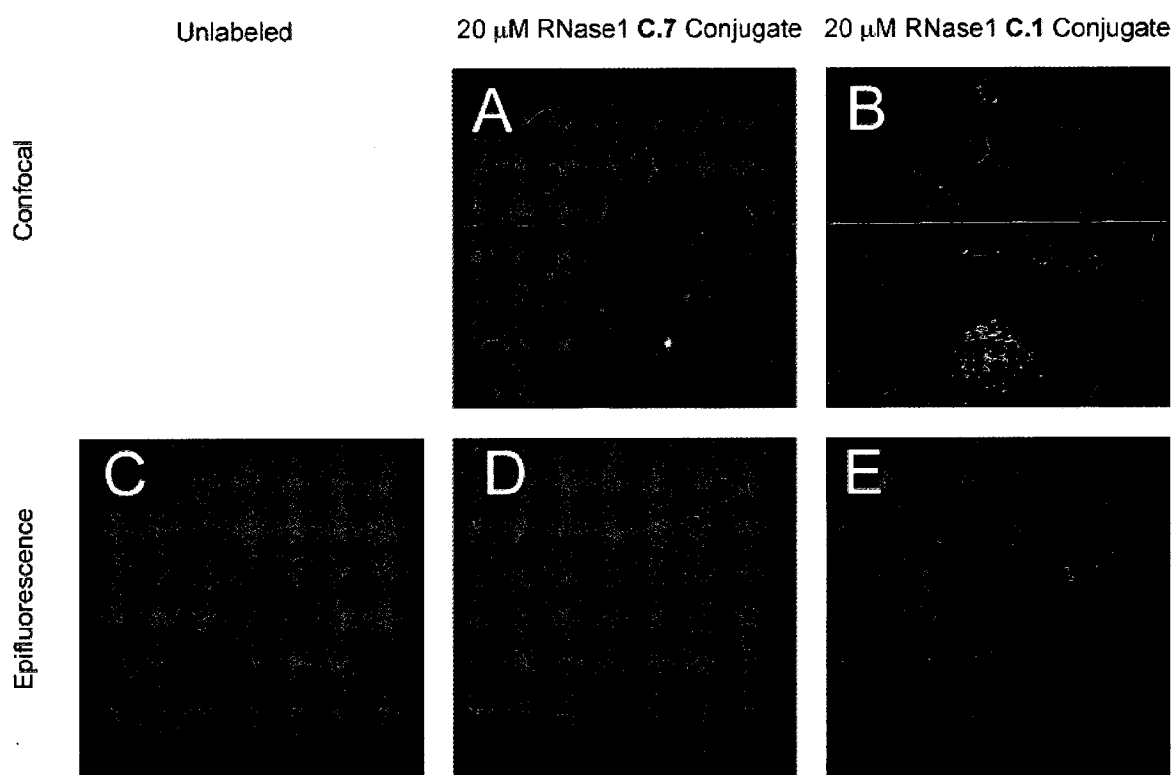 Unlabeled
20 μM RNase1 C.7 Conjugate
20 μM RNase1 C.1 Conjugate
Confocal
A
B
Epifluorescence
C
D
E